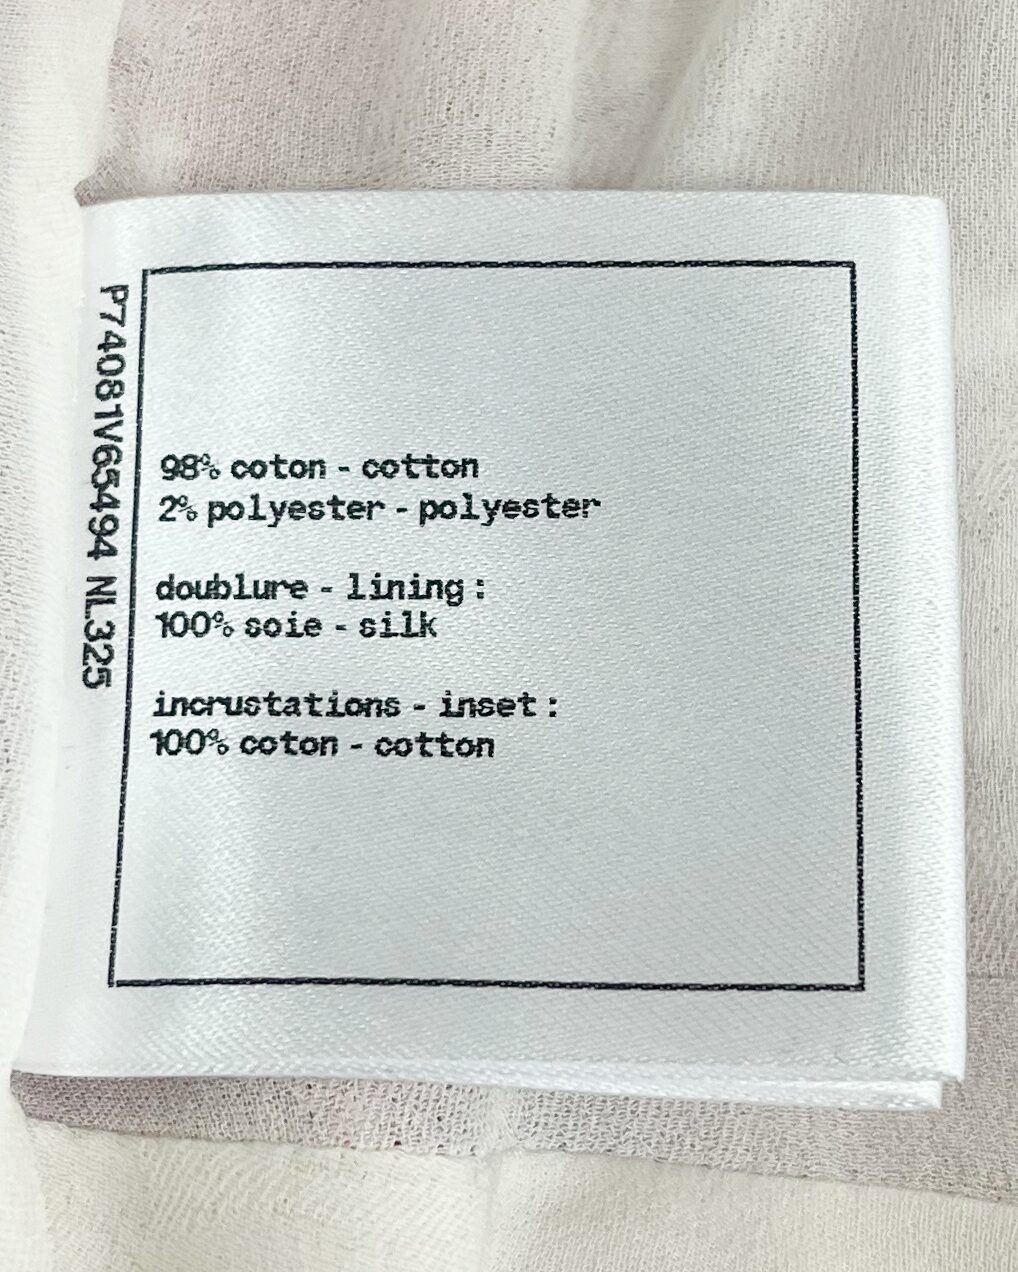 P74081V65494 NL325
98% coton - cotton
2% polyester - polyester
doublure - lining :
100% soie - silk
incrustations - inset :
100% coton - cotton